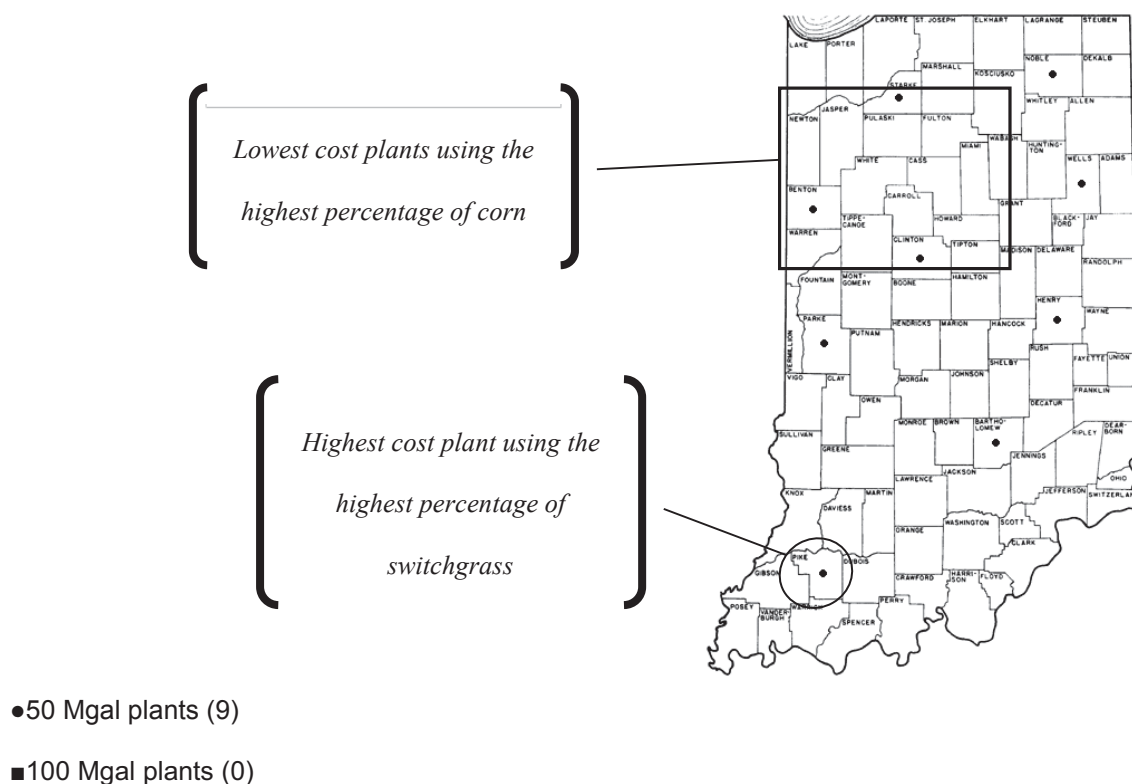 Lowest cost plants using the
highest percentage of corn
Highest cost plant using the
highest percentage of
switchgrass
LAPORTE ST. JOSEPH ELKHART LAGRANGE STEUBEN
LAKE PORTER
NOBLE DEKALB
MARSHALL KOSCIUSKO
STARKE
WHITLEY ALLEN
NEWTON JASPER PULASKI FULTON
WABASH HUNTING-
TON
MIAMI
WHITE CASS
WELLS ADAMS
BENTON
CARROLL
GRANT
TIPPE-
CANOE
HOWARD
BLACK-
FORD
JAY
WARREN
CLINTON
TIPTON
MADISON DELAWARE
RANDOLPH
FOUNTAIN MONT-
GOMERY
BOONE HAMILTON
HENRY
WAYNE
PARKE
VERMILLION
PUTNAM
HENDRICKS MARION HANCOCK
RUSH
FAYETTE UNION
SHELBY
VIGO CLAY
MORGAN JOHNSON
FRANKLIN
OWEN
DECATUR
MONROE BROWN BARTHO-
LOMEW
DEAR-
BORN
RIPLEY
SULLIVAN
GREENE
JENNINGS
JACKSON
OHIO
LAWRENCE
KNOX
MARTIN
JEFFERSON SWITZERLAND
DAVIESS
SCOTT
WASHINGTON
ORANGE
CLARK
PIKE DUBOIS
GIBSON
CRAWFORD HARRI-
SON
FLOYD
POSEY VANDER-
BURGH
WARRICK PERRY
SPENCER
●50 Mgal plants (9)
■100 Mgal plants (0)